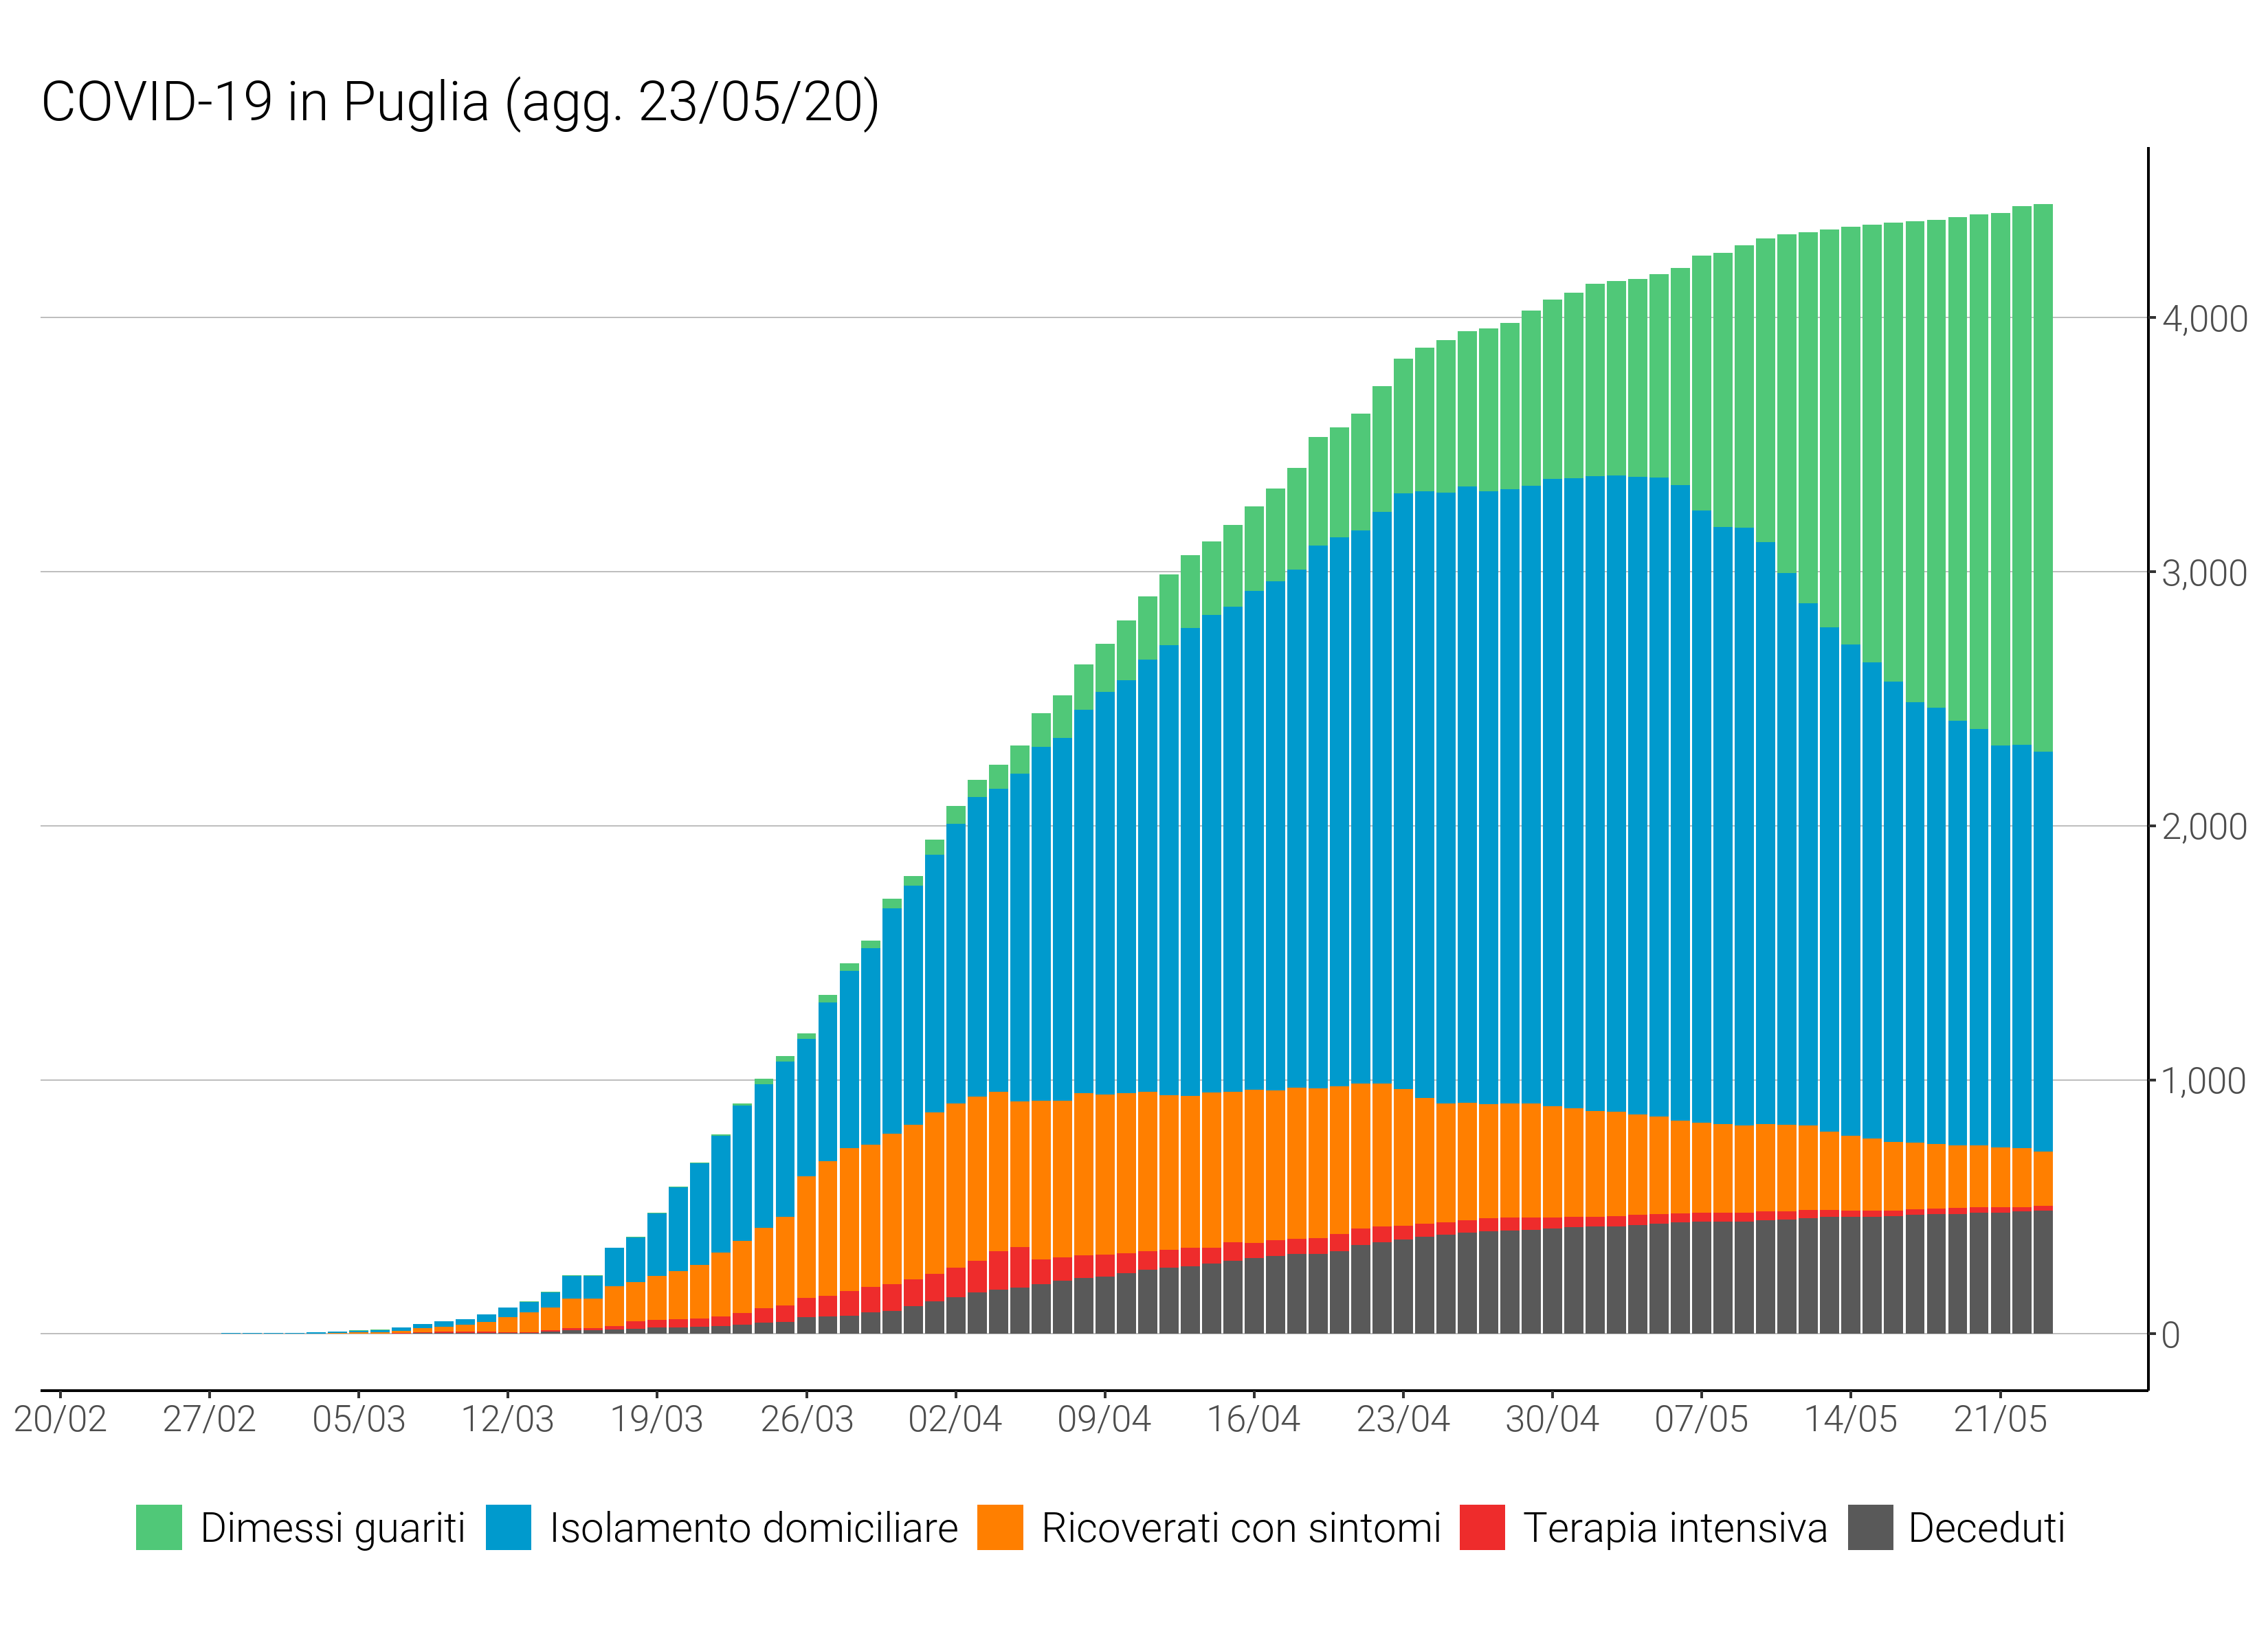 COVID-19 in Puglia (agg. 23/05/20)
4,000
3,000
2,000
1,000
0
20/02 27/02 05/03 12/03 19/03 26/03 02/04 09/04 16/04 23/04 30/04 07/05 14/05 21/05
Dimessi guariti Isolamento domiciliare Ricoverati con sintomi Terapia intensiva Deceduti